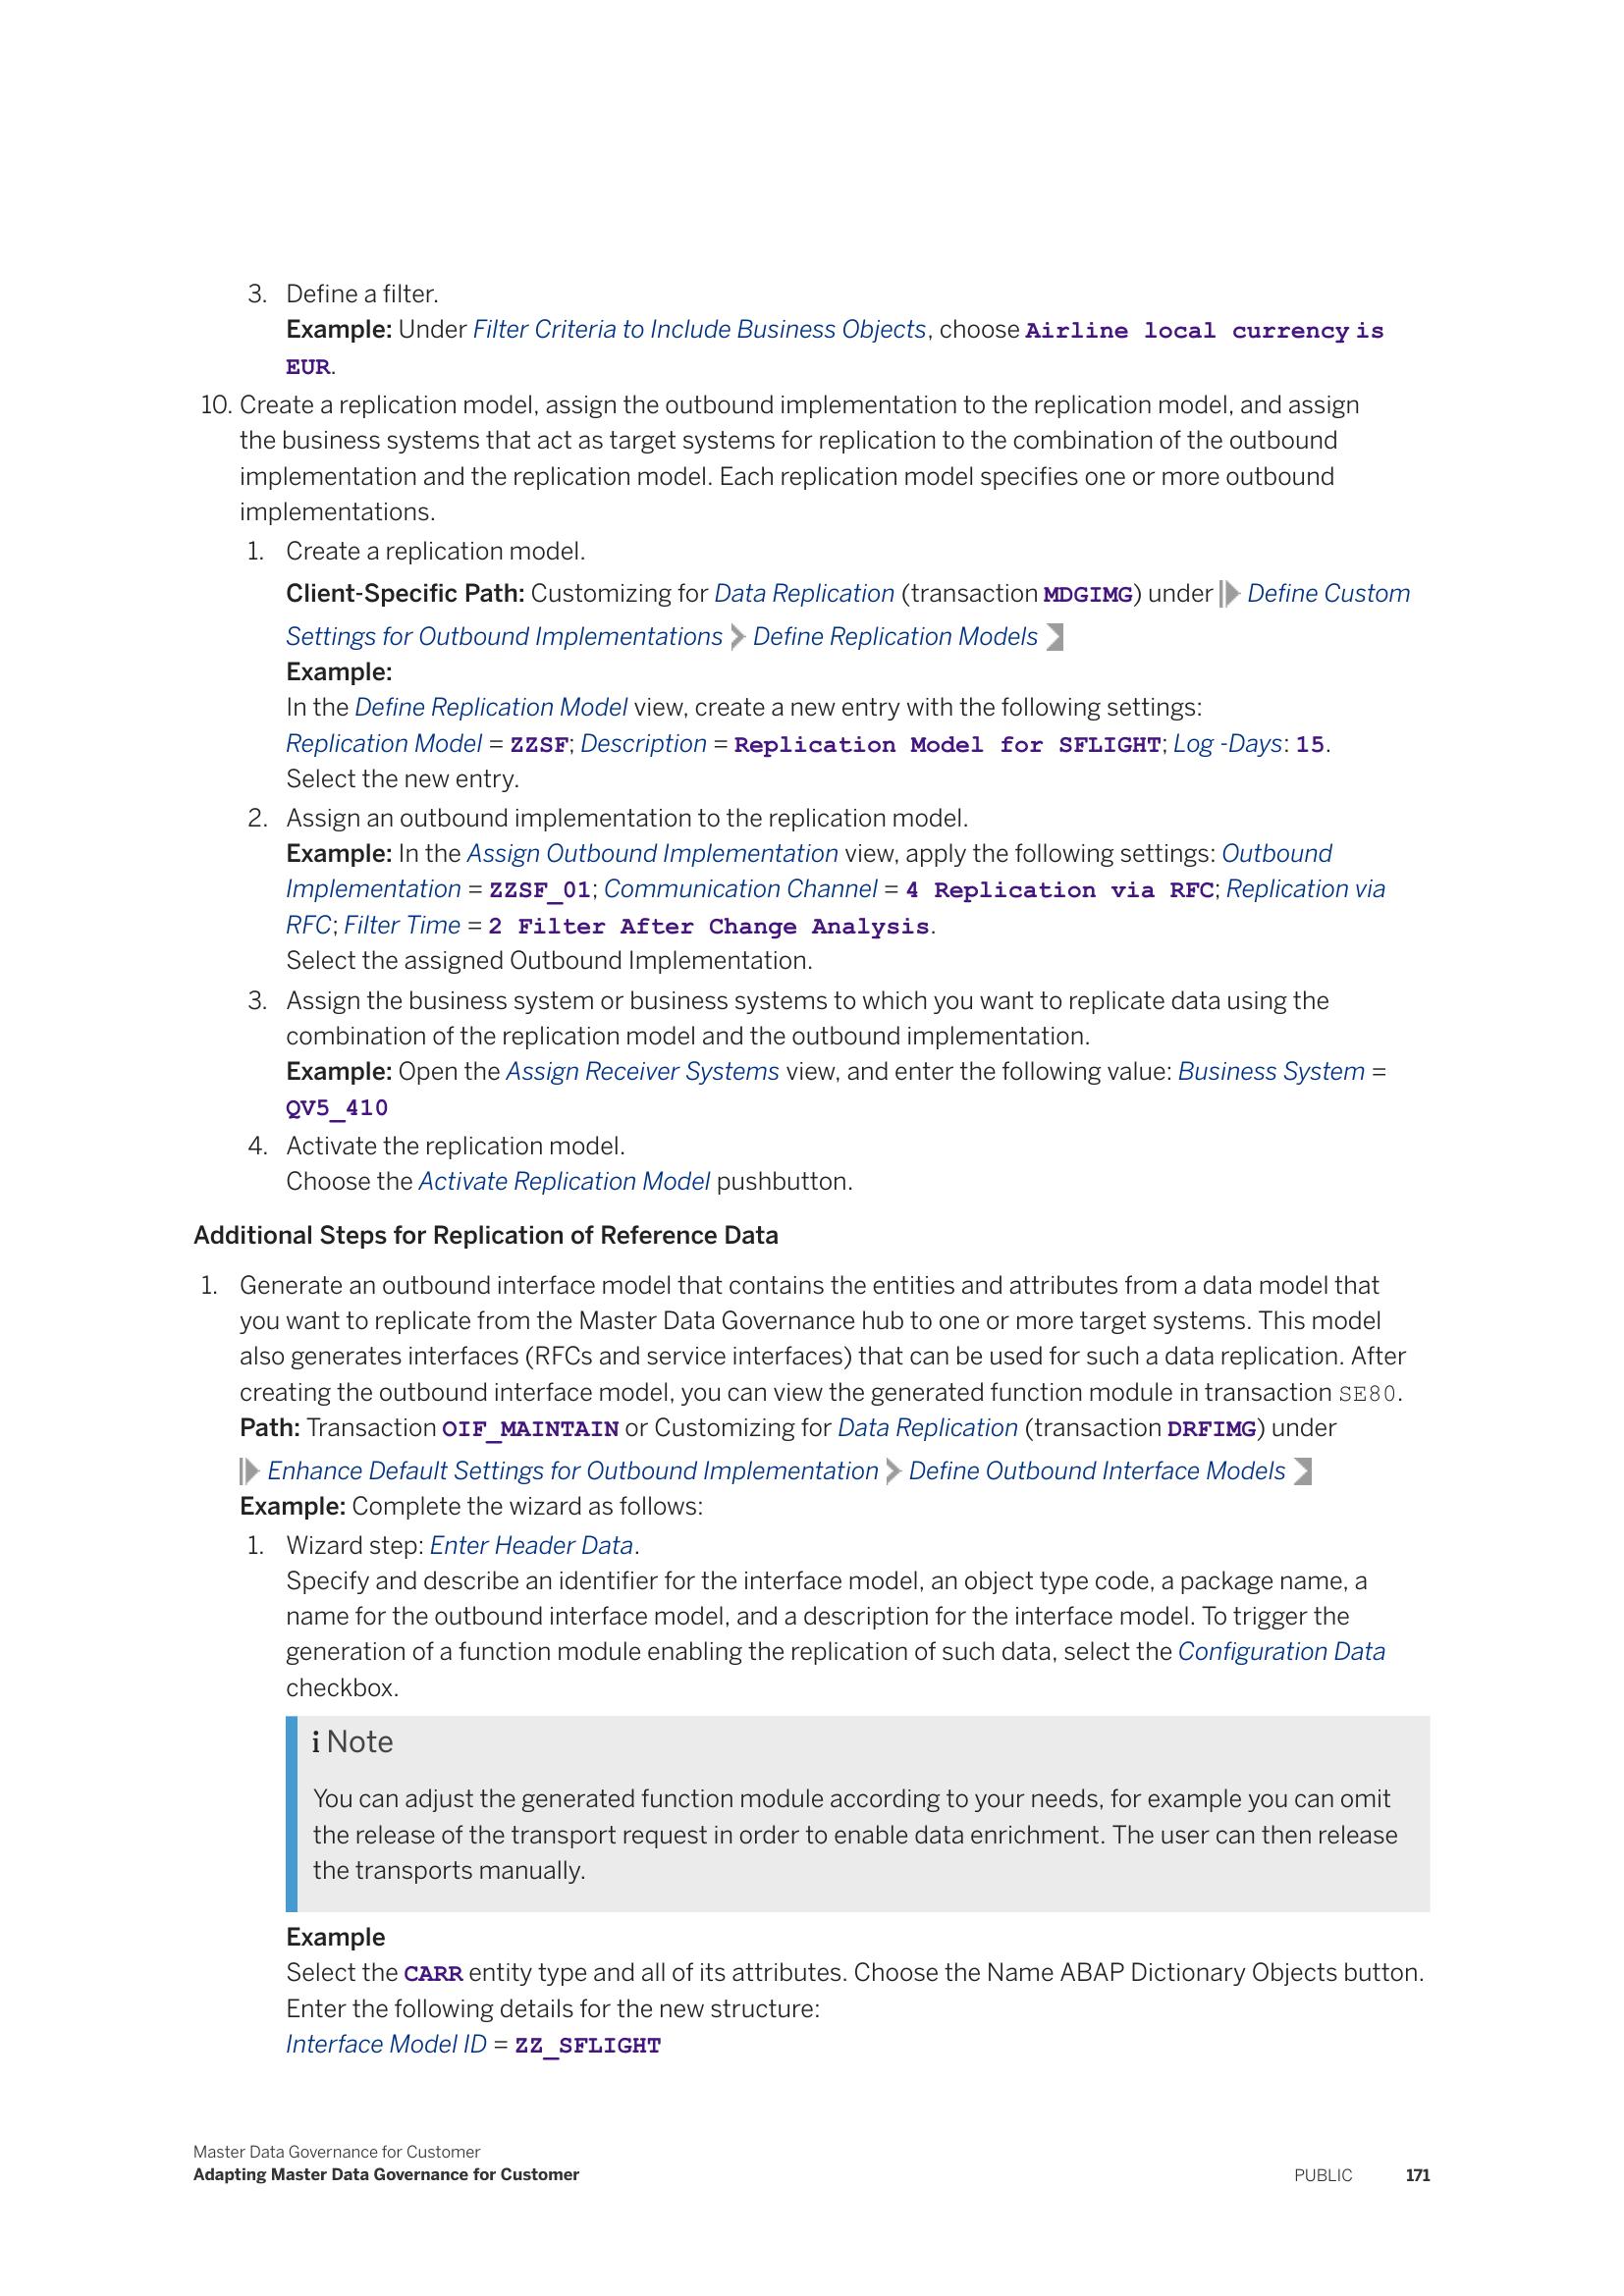 3. Define a filter.
Example: Under Filter Criteria to Include Business Objects, choose Airline local currency is
EUR.
10. Create a replication model, assign the outbound implementation to the replication model, and assign
the business systems that act as target systems for replication to the combination of the outbound
implementation and the replication model. Each replication model specifies one or more outbound
implementations.
1. Create a replication model.
Client-Specific Path: Customizing for Data Replication (transaction MDGIMG) under Define Custom
Settings for Outbound Implementations Define Replication Models
Example:
In the Define Replication Model view, create a new entry with the following settings:
Replication Model = ZZSF; Description = Replication Model for SFLIGHT; Log -Days: 15.
Select the new entry.
2. Assign an outbound implementation to the replication model.
Example: In the Assign Outbound Implementation view, apply the following settings: Outbound
Implementation = ZZSF_01; Communication Channel = 4 Replication via RFC; Replication via
RFC; Filter Time = 2 Filter After Change Analysis.
Select the assigned Outbound Implementation.
3. Assign the business system or business systems to which you want to replicate data using the
combination of the replication model and the outbound implementation.
Example: Open the Assign Receiver Systems view, and enter the following value: Business System =
QV5_410
4. Activate the replication model.
Choose the Activate Replication Model pushbutton.
Additional Steps for Replication of Reference Data
1. Generate an outbound interface model that contains the entities and attributes from a data model that
you want to replicate from the Master Data Governance hub to one or more target systems. This model
also generates interfaces (RFCs and service interfaces) that can be used for such a data replication. After
creating the outbound interface model, you can view the generated function module in transaction SE80.
Path: Transaction OIF_MAINTAIN or Customizing for Data Replication (transaction DRFIMG) under
Enhance Default Settings for Outbound Implementation Define Outbound Interface Models
Example: Complete the wizard as follows:
1. Wizard step: Enter Header Data.
Specify and describe an identifier for the interface model, an object type code, a package name, a
name for the outbound interface model, and a description for the interface model. To trigger the
generation of a function module enabling the replication of such data, select the Configuration Data
checkbox.
i Note
You can adjust the generated function module according to your needs, for example you can omit
the release of the transport request in order to enable data enrichment. The user can then release
the transports manually.
Example
Select the CARR entity type and all of its attributes. Choose the Name ABAP Dictionary Objects button.
Enter the following details for the new structure:
Interface Model ID = ZZ_SFLIGHT
Master Data Governance for Customer
Adapting Master Data Governance for Customer PUBLIC 171